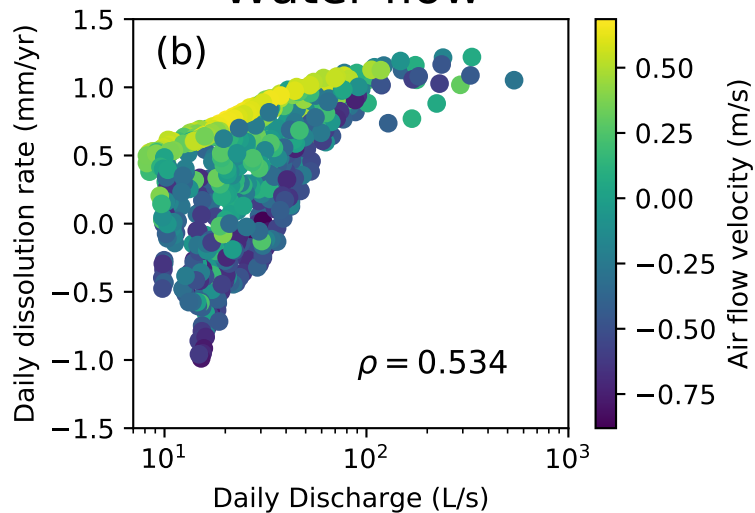 Water flow
(b)
Daily dissolution rate (mm/yr)
1.5
1.0
0.5
0.0
−0.5
−1.0
−1.5
ρ = 0.534
10¹
10²
10³
Daily Discharge (L/s)
0.50
0.25
0.00
−0.25
−0.50
−0.75
Air flow velocity (m/s)